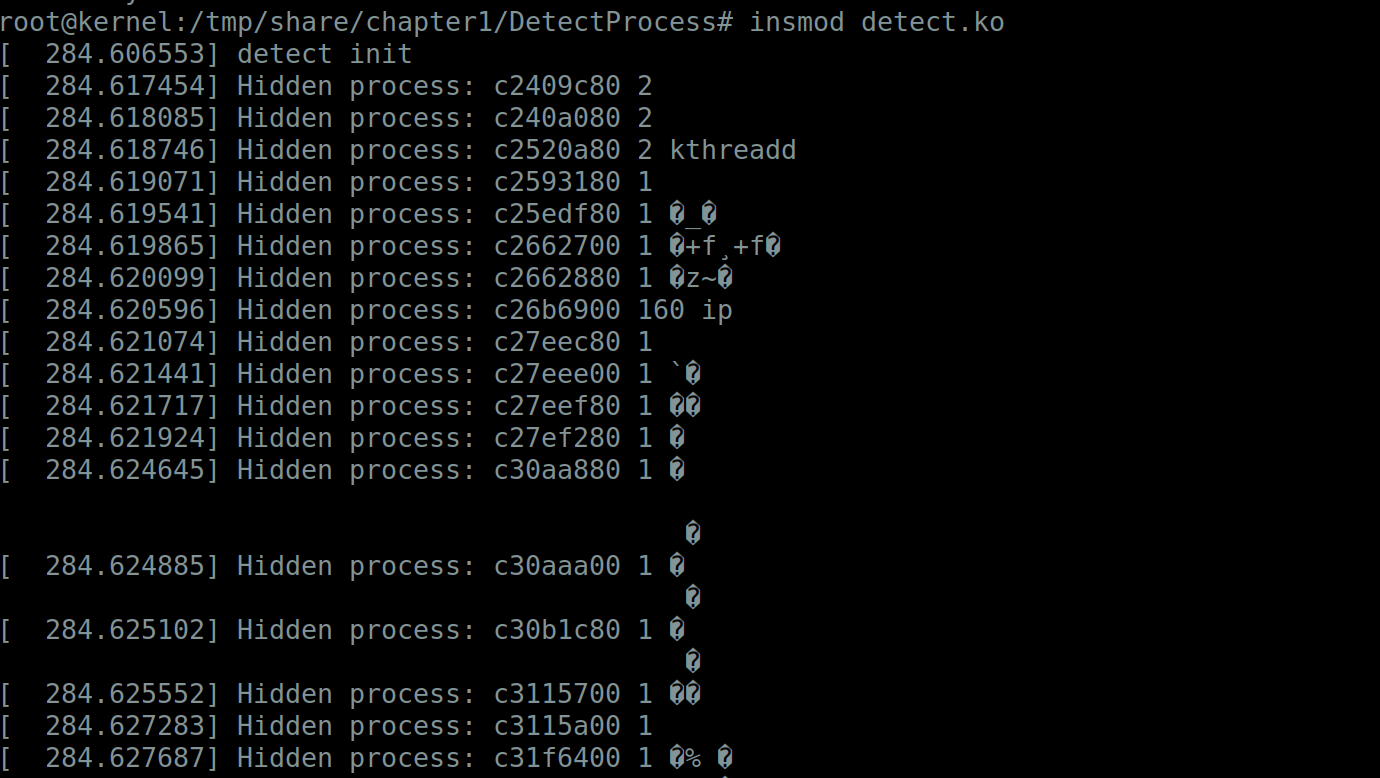 root@kernel:/tmp/share/chapter1/DetectProcess# insmod detect.ko
[  284.606553] detect init
[  284.617454] Hidden process: c2409c80 2
[  284.618085] Hidden process: c240a080 2
[  284.618746] Hidden process: c2520a80 2 kthreadd
[  284.619071] Hidden process: c2593180 1
[  284.619541] Hidden process: c25edf80 1 �_�
[  284.619865] Hidden process: c2662700 1 �+f¸+f�
[  284.620099] Hidden process: c2662880 1 �z~�
[  284.620596] Hidden process: c26b6900 160 ip
[  284.621074] Hidden process: c27eec80 1
[  284.621441] Hidden process: c27eee00 1 `�
[  284.621717] Hidden process: c27eef80 1 ��
[  284.621924] Hidden process: c27ef280 1 �
[  284.624645] Hidden process: c30aa880 1 �
�
[  284.624885] Hidden process: c30aaa00 1 �
�
[  284.625102] Hidden process: c30b1c80 1 �
�
[  284.625552] Hidden process: c3115700 1 ��
[  284.627283] Hidden process: c3115a00 1
[  284.627687] Hidden process: c31f6400 1 �% �